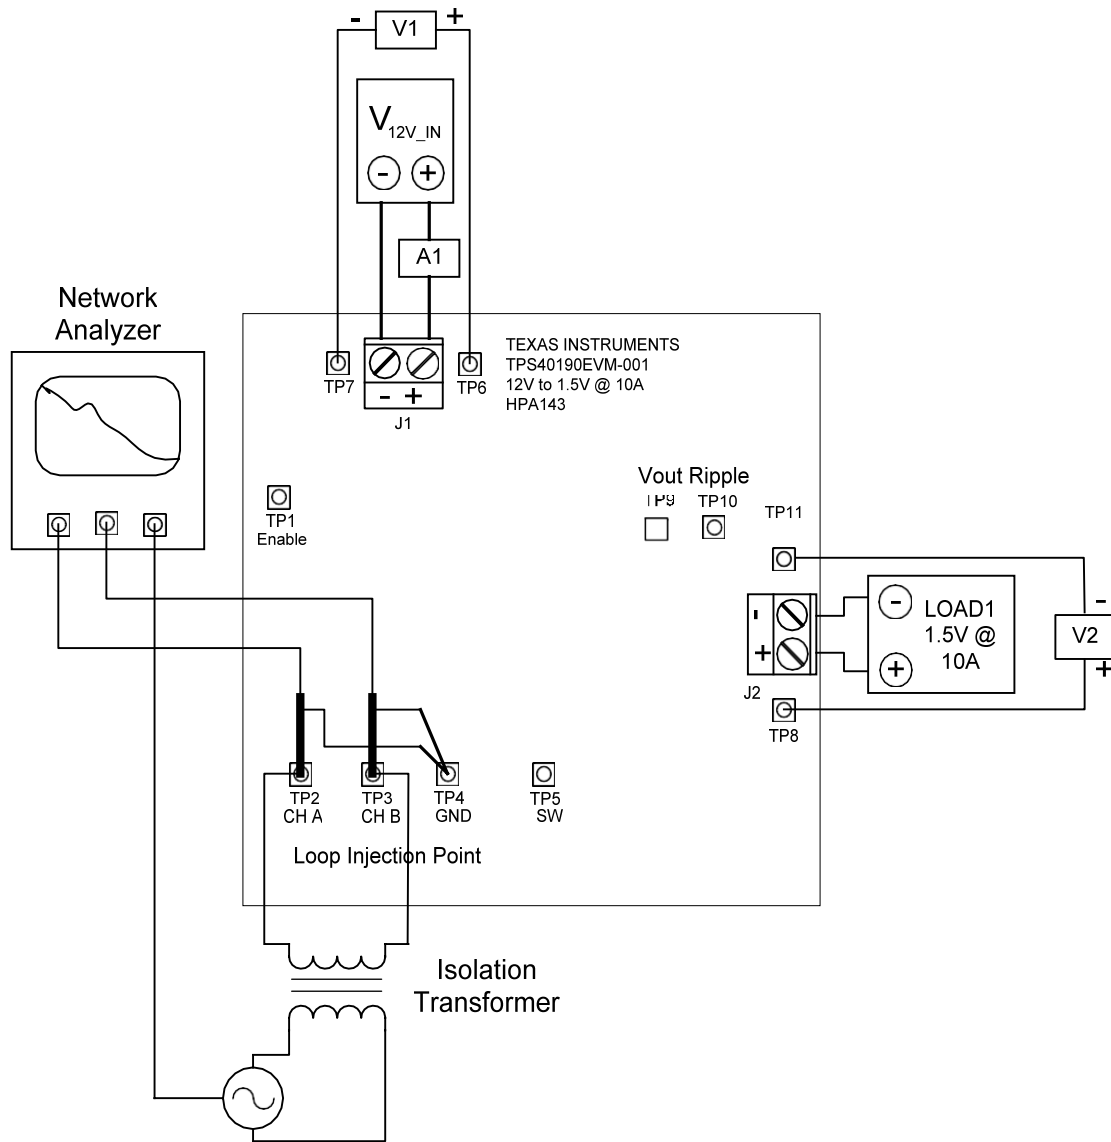 - V1 +
V12V_IN
- +
A1
Network
Analyzer
TEXAS INSTRUMENTS
TPS40190EVM-001
12V to 1.5V @ 10A
HPA143
TP7
TP6
- +
J1
Vout Ripple
TP9
TP10
TP11
TP1
Enable
-
+
J2
-
+
LOAD1
1.5V @
10A
-
V2
+
TP8
TP2
CH A
TP3
CH B
TP4
GND
TP5
SW
Loop Injection Point
Isolation
Transformer